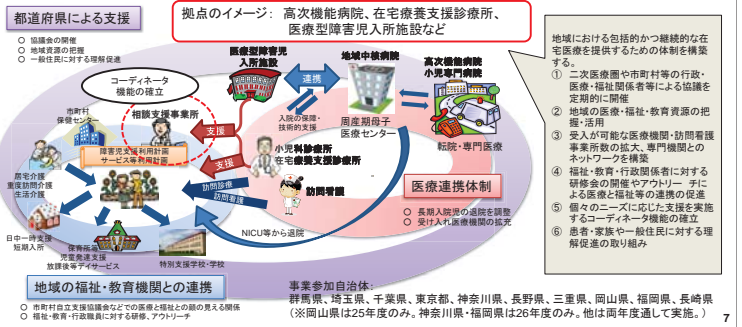 都道府県による支援
○ 協議会の開催
○ 地域資源の把握
○ 一般住民に対する理解促進
拠点のイメージ： 高次機能病院、在宅療養支援診療所、
医療型障害児入所施設など
コーディネータ
機能の確立
市町村
保健センター
相談支援事業所
障害児支援利用計画
サービス等利用計画
居宅介護
重度訪問介護
生活介護
日中一時支援
短期入所
保育所等
児童発達支援
放課後等デイサービス
特別支援学校・学校
医療型障害児
入所施設
連携
地域中核病院
高次機能病院
小児専門病院
入院の保障・
技術的支援
周産期母子
医療センター
転院・専門医療
支援
支援
小児科診療所
在宅療養支援診療所
訪問診療
訪問看護
訪問看護
NICU等から退院
医療連携体制
○ 長期入院児の退院を調整
○ 受け入れ医療機関の拡充
地域の福祉・教育機関との連携
○ 市町村自立支援協議会などでの医療と福祉との顔の見える関係
○ 福祉・教育・行政職員に対する研修、アウトリーチ
地域における包括的かつ継続的な在
宅医療を提供するための体制を構築
する。
① 二次医療圏や市町村等の行政・
医療・福祉関係者等による協議を
定期的に開催
② 地域の医療・福祉・教育資源の把
握・活用
③ 受入が可能な医療機関・訪問看護
事業所数の拡大、専門機関との
ネットワークを構築
④ 福祉・教育・行政関係者に対する
研修会の開催やアウトリー チに
よる医療と福祉等の連携の促進
⑤ 個々のニーズに応じた支援を実施
するコーディネータ機能の確立
⑥ 患者・家族や一般住民に対する理
解促進の取り組み
事業参加自治体：
群馬県、埼玉県、千葉県、東京都、神奈川県、長野県、三重県、岡山県、福岡県、長崎県
（※岡山県は25年度のみ。神奈川県・福岡県は26年度のみ。他は両年度通して実施。）
7